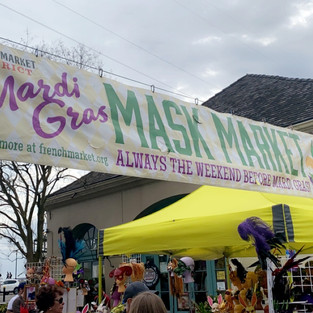 MARKET
RICT
Mardi
Gras
more at frenchmarket.org
MASK MARKET
ALWAYS THE WEEKEND BEFORE MARDI GRAS!